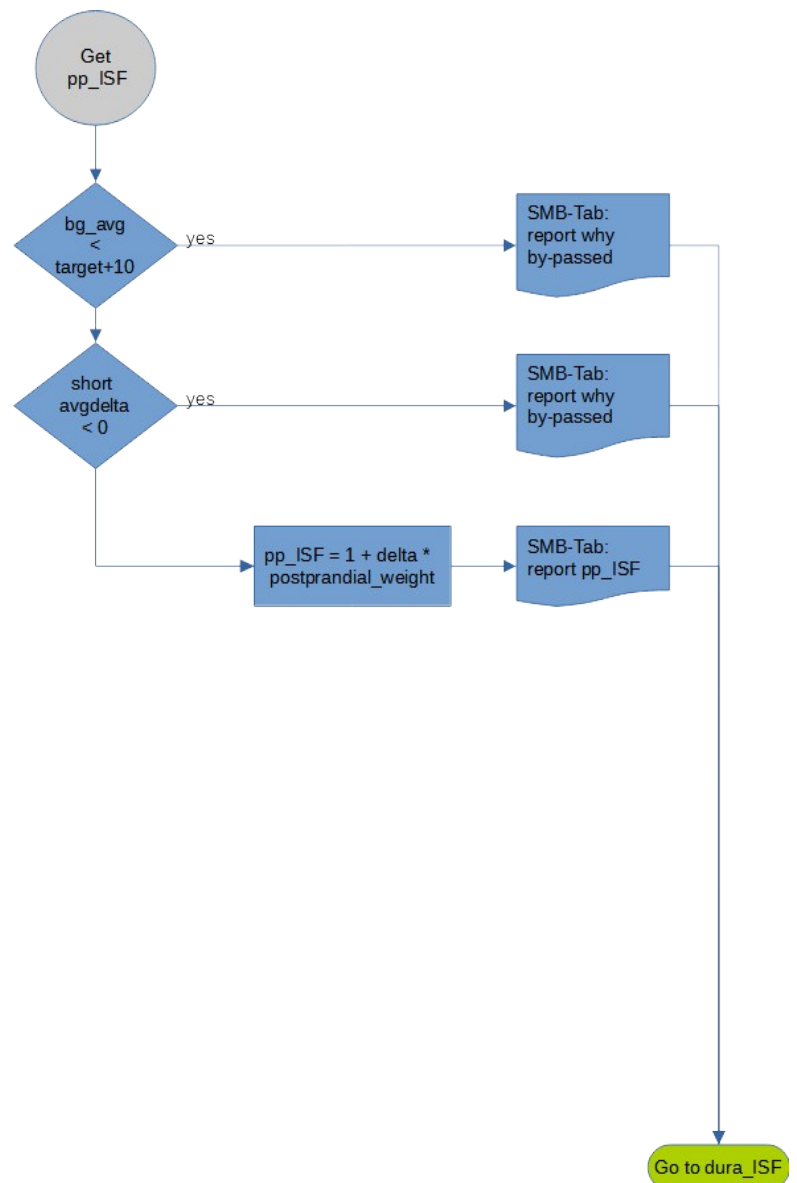 Get
pp_ISF
bg_avg
<
target+10
yes
SMB-Tab:
report why
by-passed
short
avgdelta
< 0
yes
SMB-Tab:
report why
by-passed
pp_ISF = 1 + delta *
postprandial_weight
SMB-Tab:
report pp_ISF
Go to dura_ISF